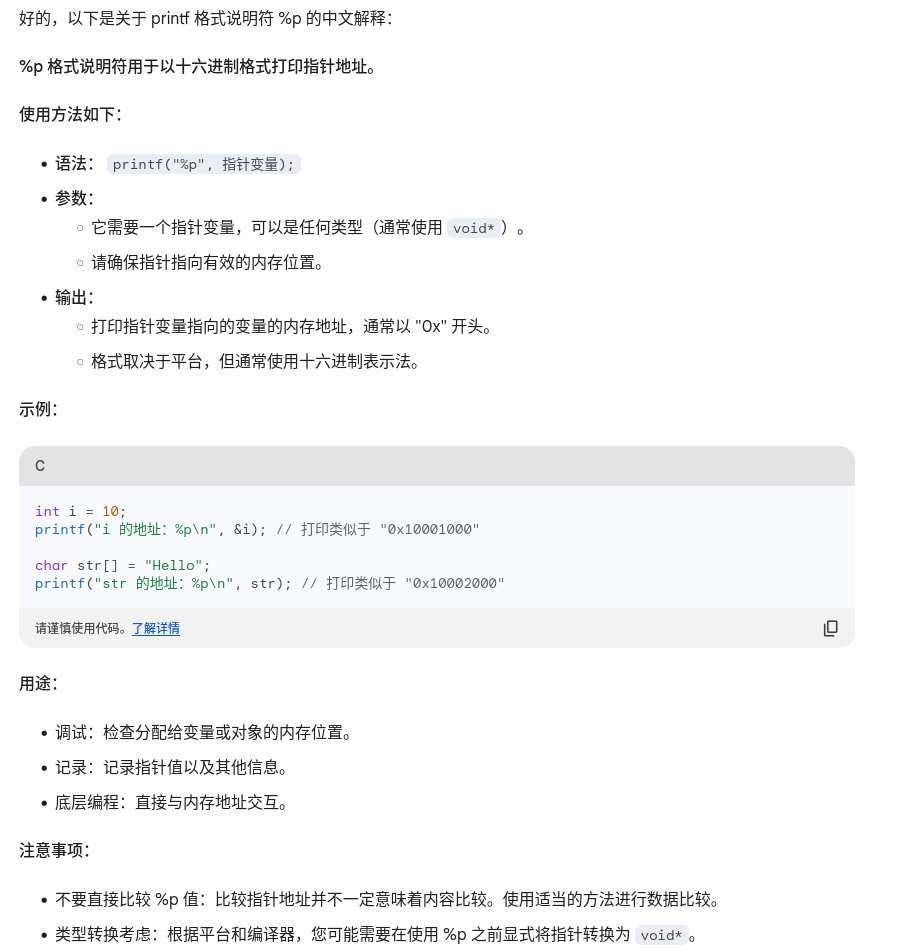 好的，以下是关于 printf 格式说明符 %p 的中文解释：
%p 格式说明符用于以十六进制格式打印指针地址。
使用方法如下：
• 语法： printf("%p", 指针变量);
• 参数：
○ 它需要一个指针变量，可以是任何类型（通常使用 void*）。
○ 请确保指针指向有效的内存位置。
• 输出：
○ 打印指针变量指向的变量的内存地址，通常以 "0x" 开头。
○ 格式取决于平台，但通常使用十六进制表示法。
示例：
C
int i = 10;
printf("i 的地址：%p\n", &i); // 打印类似于 "0x10001000"
char str[] = "Hello";
printf("str 的地址：%p\n", str); // 打印类似于 "0x10002000"
请谨慎使用代码。了解详情
用途：
• 调试：检查分配给变量或对象的内存位置。
• 记录：记录指针值以及其他信息。
• 底层编程：直接与内存地址交互。
注意事项：
• 不要直接比较 %p 值：比较指针地址并不一定意味着内容比较。使用适当的方法进行数据比较。
• 类型转换考虑：根据平台和编译器，您可能需要在使用 %p 之前显式将指针转换为 void*。